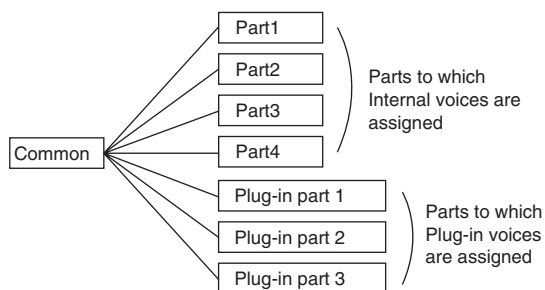 Part1
Part2
Part3
Part4
Parts to which
Internal voices are
assigned
Common
Plug-in part 1
Plug-in part 2
Plug-in part 3
Parts to which
Plug-in voices
are assigned